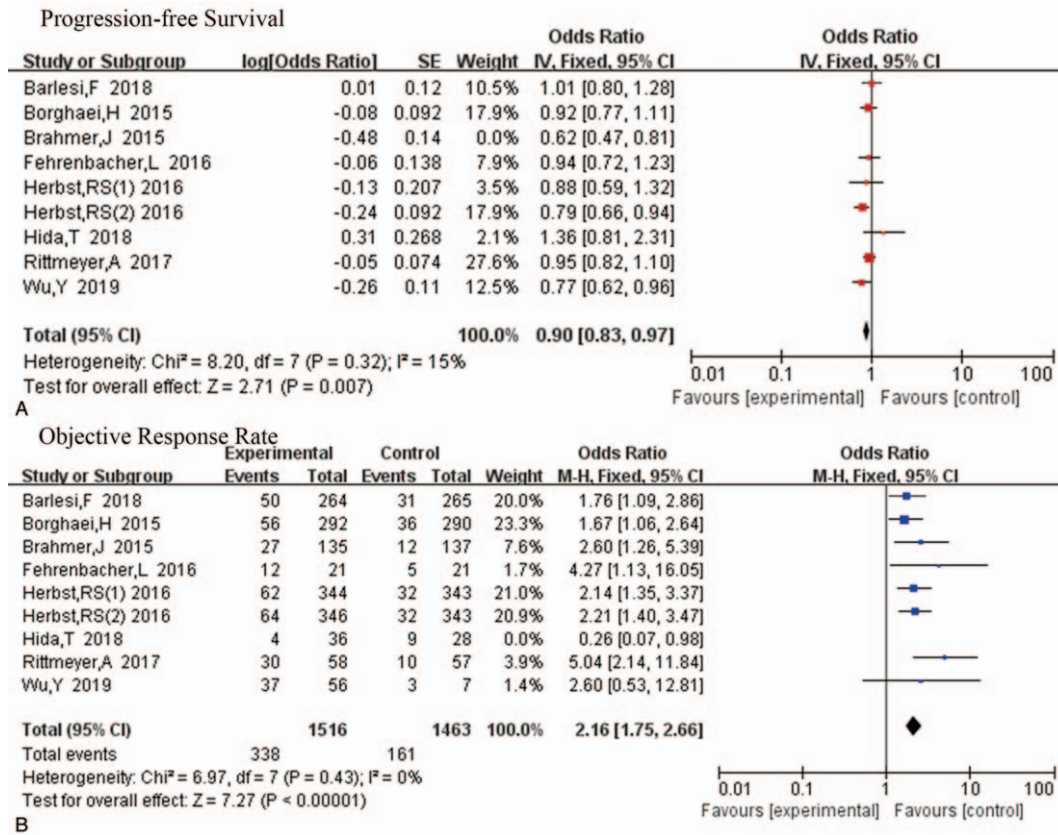 Progression-free Survival
Odds Ratio Odds Ratio
Study or Subgroup log[Odds Ratio] SE Weight IV, Fixed, 95% CI IV, Fixed, 95% CI
Barlesi,F 2018 0.01 0.12 10.5% 1.01 [0.80, 1.28]
Borghaei,H 2015 -0.08 0.092 17.9% 0.92 [0.77, 1.11]
Brahmer,J 2015 -0.48 0.14 0.0% 0.62 [0.47, 0.81]
Fehrenbacher,L 2016 -0.06 0.138 7.9% 0.94 [0.72, 1.23]
Herbst,RS(1) 2016 -0.13 0.207 3.5% 0.88 [0.59, 1.32]
Herbst,RS(2) 2016 -0.24 0.092 17.9% 0.79 [0.66, 0.94]
Hida,T 2018 0.31 0.268 2.1% 1.36 [0.81, 2.31]
Rittmeyer,A 2017 -0.05 0.074 27.6% 0.95 [0.82, 1.10]
Wu,Y 2019 -0.26 0.11 12.5% 0.77 [0.62, 0.96]
Total (95% CI) 100.0% 0.90 [0.83, 0.97]
Heterogeneity: Chi² = 8.20, df = 7 (P = 0.32); I² = 15%
Test for overall effect: Z = 2.71 (P = 0.007)
0.01 0.1 1 10 100
Favours [experimental] Favours [control]
A
Objective Response Rate
Experimental Control Odds Ratio Odds Ratio
Study or Subgroup Events Total Events Total Weight M-H, Fixed, 95% CI M-H, Fixed, 95% CI
Barlesi,F 2018 50 264 31 265 20.0% 1.76 [1.09, 2.86]
Borghaei,H 2015 56 292 36 290 23.3% 1.67 [1.06, 2.64]
Brahmer,J 2015 27 135 12 137 7.6% 2.60 [1.26, 5.39]
Fehrenbacher,L 2016 12 21 5 21 1.7% 4.27 [1.13, 16.05]
Herbst,RS(1) 2016 62 344 32 343 21.0% 2.14 [1.35, 3.37]
Herbst,RS(2) 2016 64 346 32 343 20.9% 2.21 [1.40, 3.47]
Hida,T 2018 4 36 9 28 0.0% 0.26 [0.07, 0.98]
Rittmeyer,A 2017 30 58 10 57 3.9% 5.04 [2.14, 11.84]
Wu,Y 2019 37 56 3 7 1.4% 2.60 [0.53, 12.81]
Total (95% CI) 1516 1463 100.0% 2.16 [1.75, 2.66]
Total events 338 161
Heterogeneity: Chi² = 6.97, df = 7 (P = 0.43); I² = 0%
Test for overall effect: Z = 7.27 (P < 0.00001)
0.01 0.1 1 10 100
Favours [experimental] Favours [control]
B